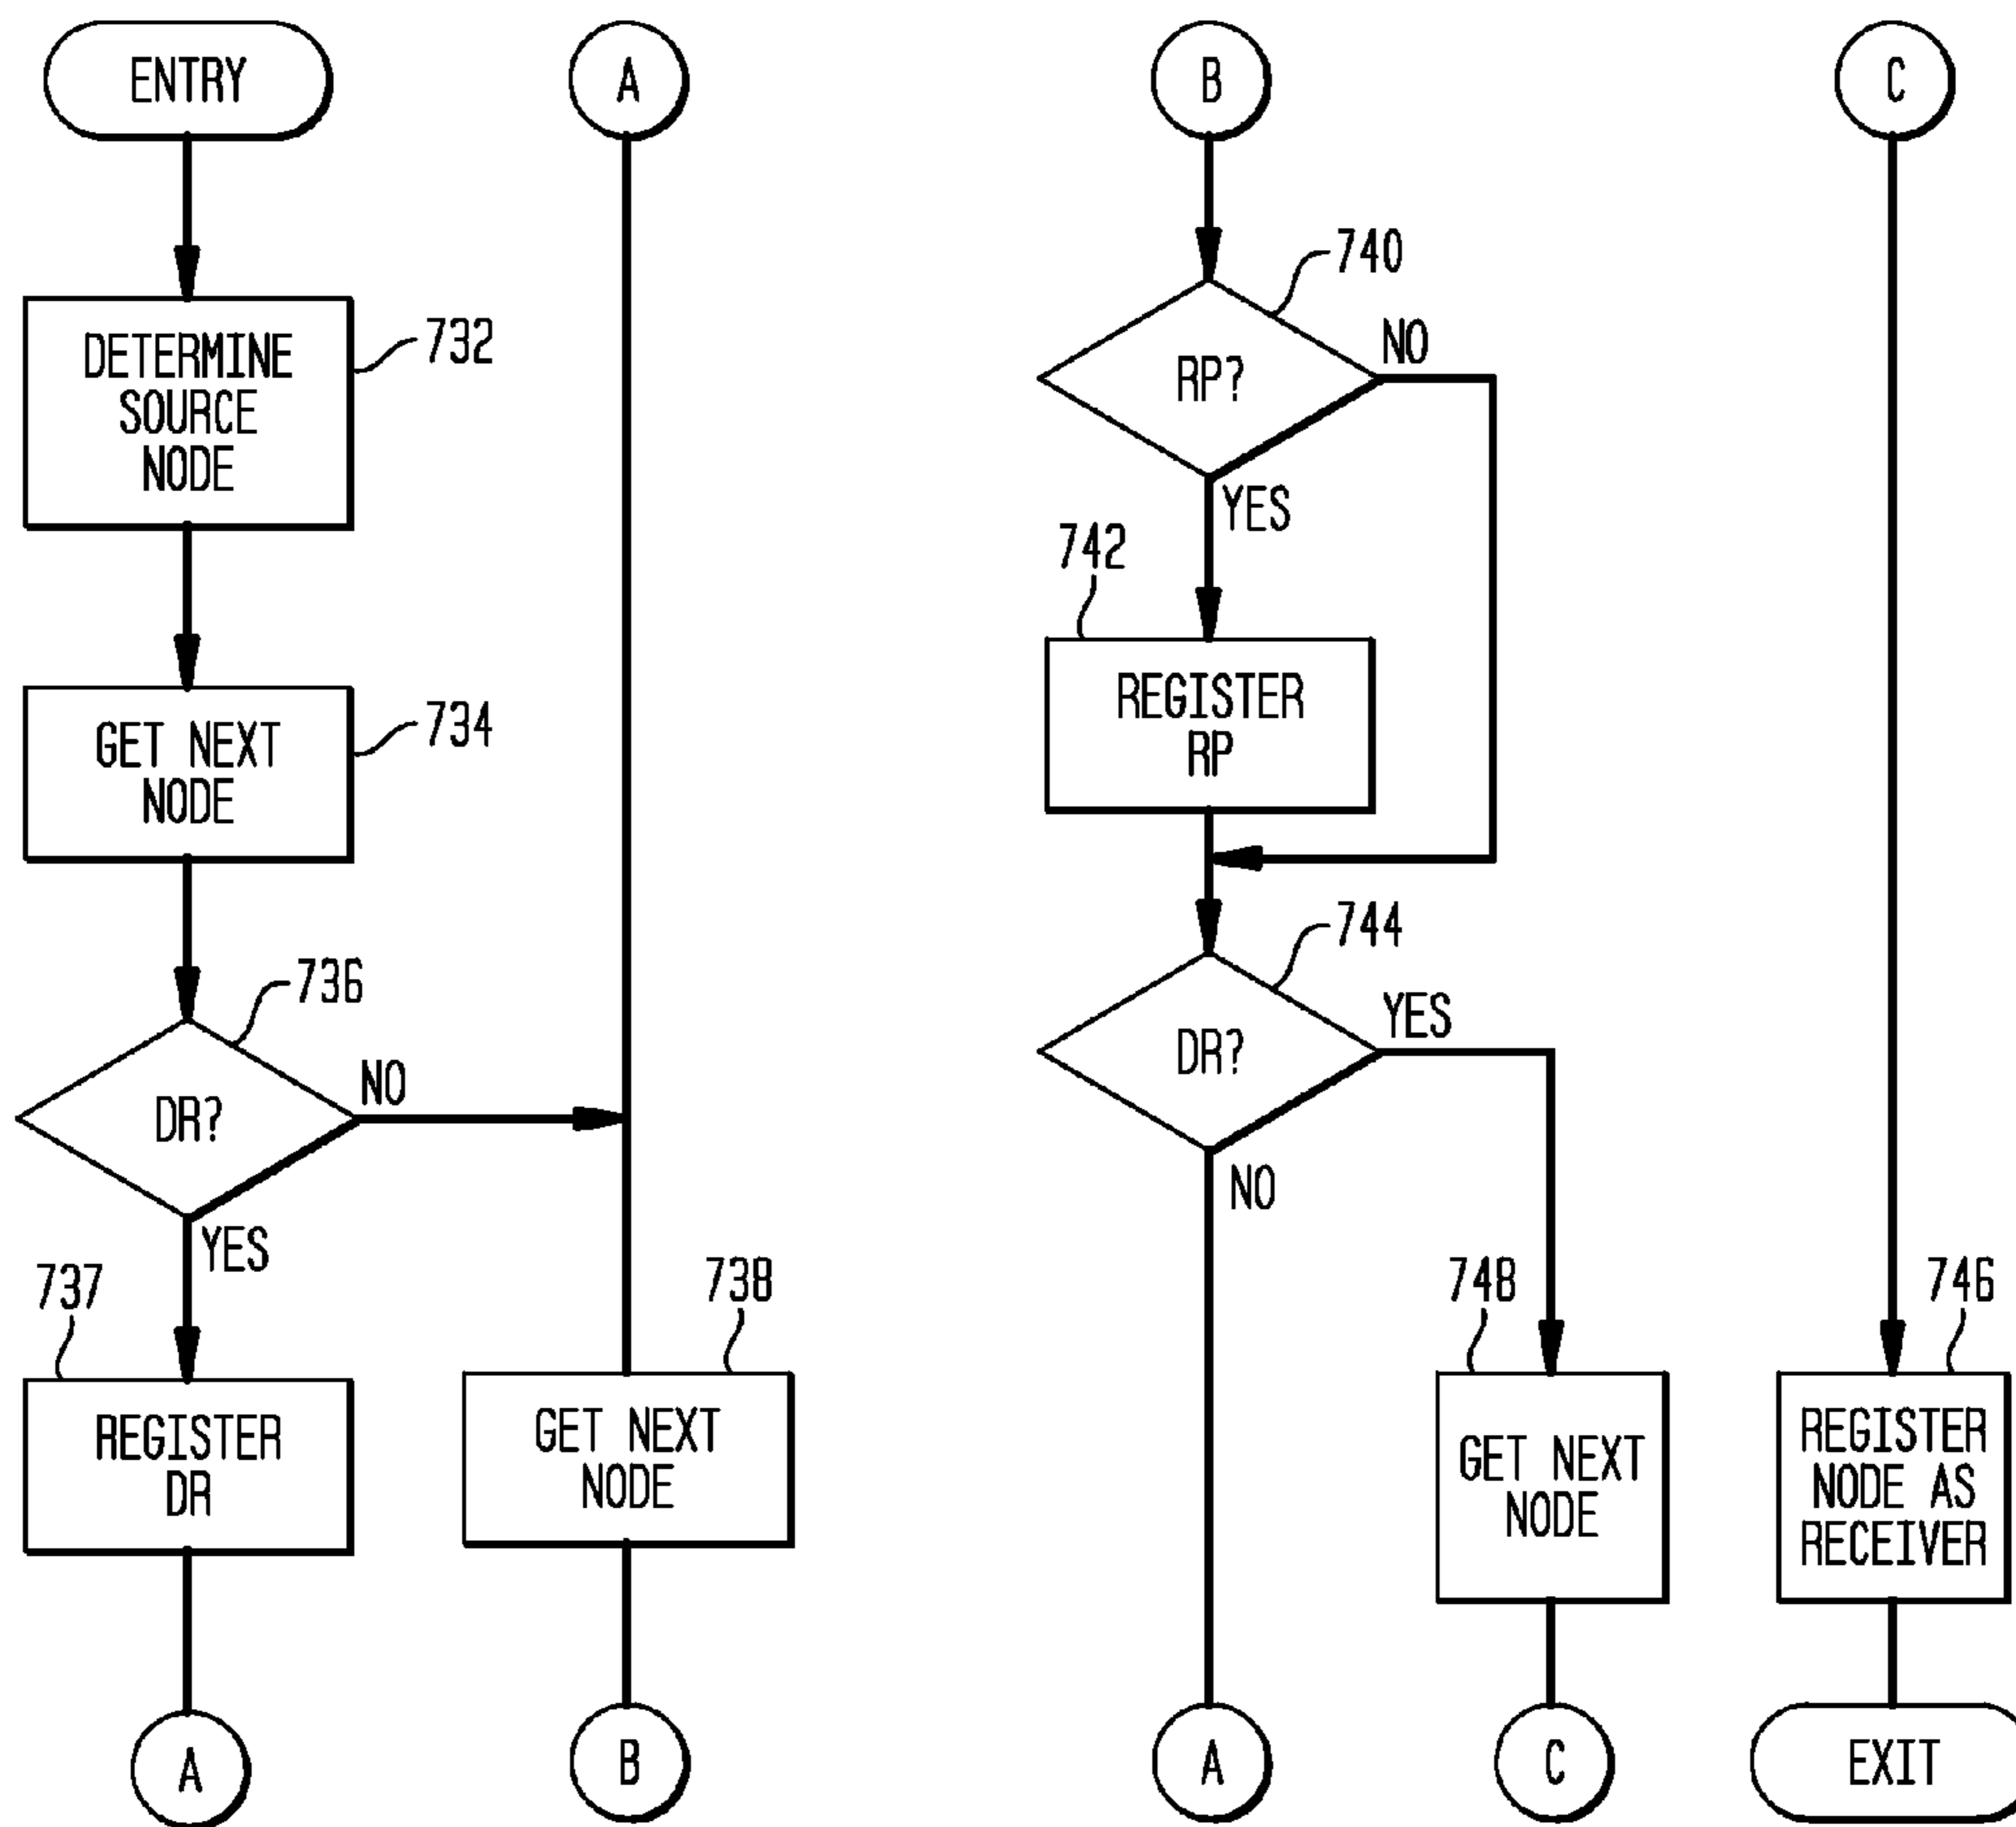 ENTRY
DETERMINE
SOURCE
NODE
732
GET NEXT
NODE
734
736
DR?
NO
YES
737
REGISTER
DR
A
A
738
GET NEXT
NODE
B
B
740
RP?
NO
YES
742
REGISTER
RP
744
DR?
YES
NO
A
748
GET NEXT
NODE
C
C
746
REGISTER
NODE AS
RECEIVER
EXIT